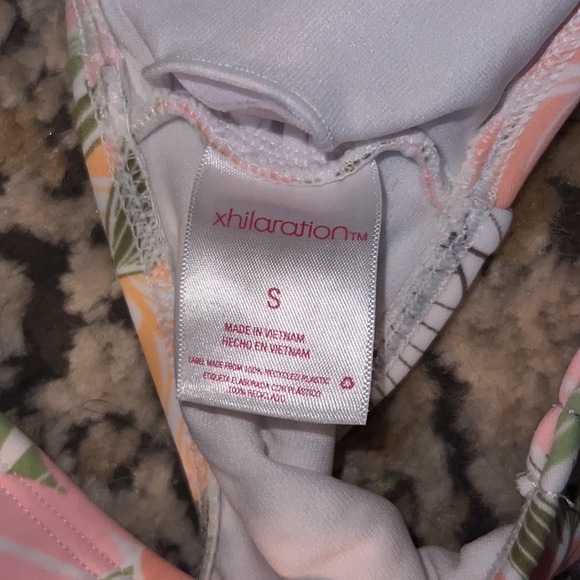 xhilaration™
S
MADE IN VIETNAM
HECHO EN VIETNAM
LABEL MADE FROM 100% RECYCLED PLASTIC
ETIQUETA ELABORADA CON PLÁSTICO
100% RECICLADO